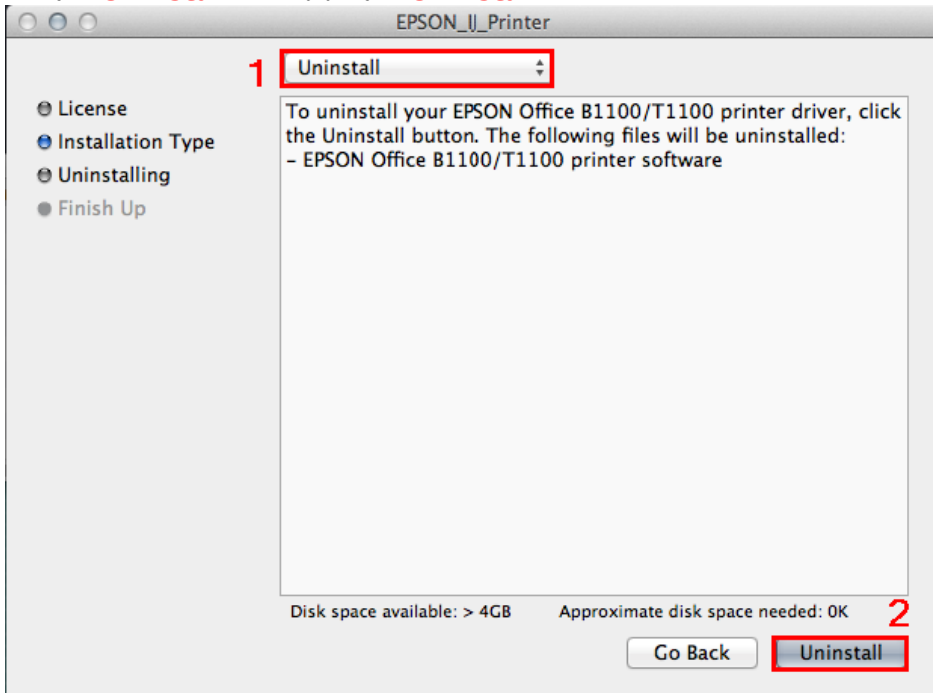 EPSON_IJ_Printer
1
Uninstall
License
Installation Type
Uninstalling
Finish Up
To uninstall your EPSON Office B1100/T1100 printer driver, click
the Uninstall button. The following files will be uninstalled:
– EPSON Office B1100/T1100 printer software
Disk space available: > 4GB Approximate disk space needed: 0K
2
Go Back Uninstall